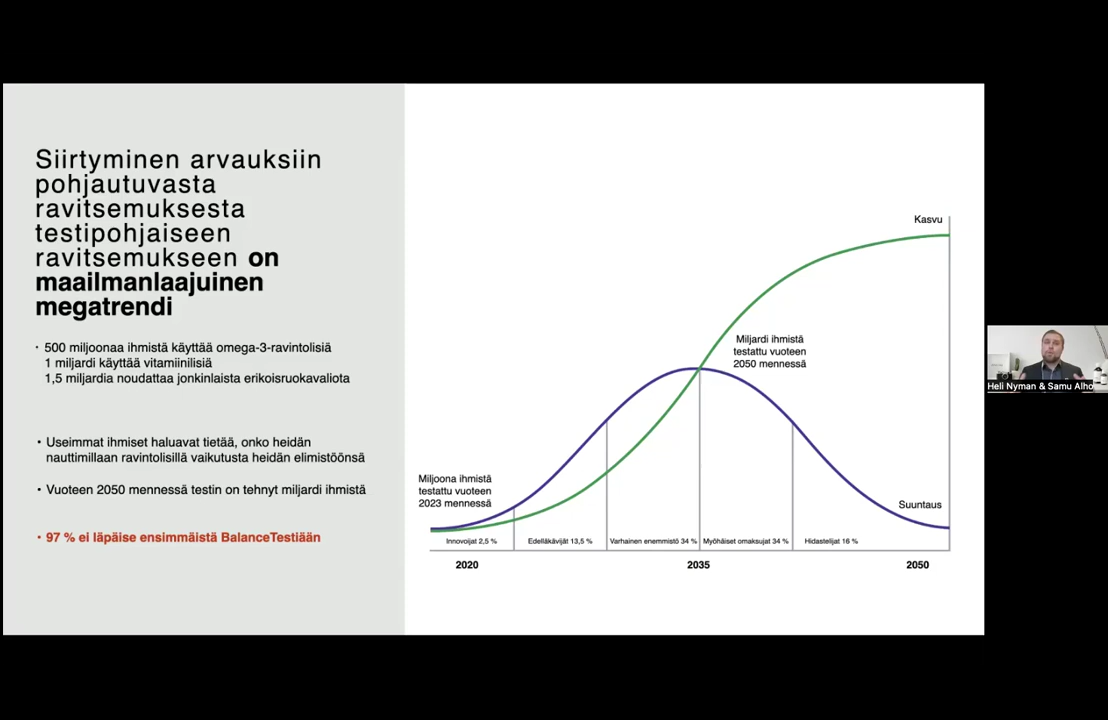 Siirtyminen arvauksiin
pohjautuvasta
ravitsemuksesta
testipohjaiseen
ravitsemukseen on
maailmanlaajuinen
megatrendi
· 500 miljoonaa ihmistä käyttää omega-3-ravintolisiä
1 miljardi käyttää vitamiinilisiä
1,5 miljardia noudattaa jonkinlaista erikoisruokavaliota
• Useimmat ihmiset haluavat tietää, onko heidän
nauttimillaan ravintolisillä vaikutusta heidän elimistöönsä
• Vuoteen 2050 mennessä testin on tehnyt miljardi ihmistä
• 97 % ei läpäise ensimmäistä BalanceTestiään
Kasvu
Miljardi ihmistä
testattu vuoteen
2050 mennessä
Miljoona ihmistä
testattu vuoteen
2023 mennessä
Suuntaus
Innovoijat 2,5 %
Edelläkävijät 13,5 %
Varhainen enemmistö 34 %
Myöhäiset omaksujat 34 %
Hidastelijat 16 %
2020
2035
2050
Heli Nyman & Samu Alho